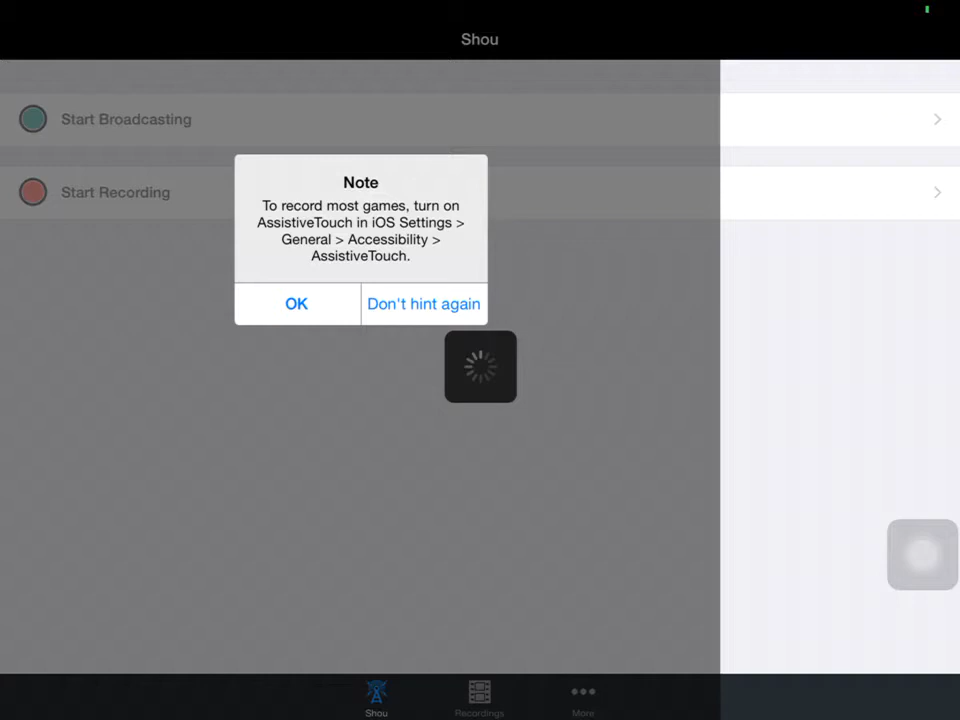 Shou
Start Broadcasting
Start Recording
Note
To record most games, turn on
AssistiveTouch in iOS Settings >
General > Accessibility >
AssistiveTouch.
OK
Don't hint again
Shou
Recordings
More